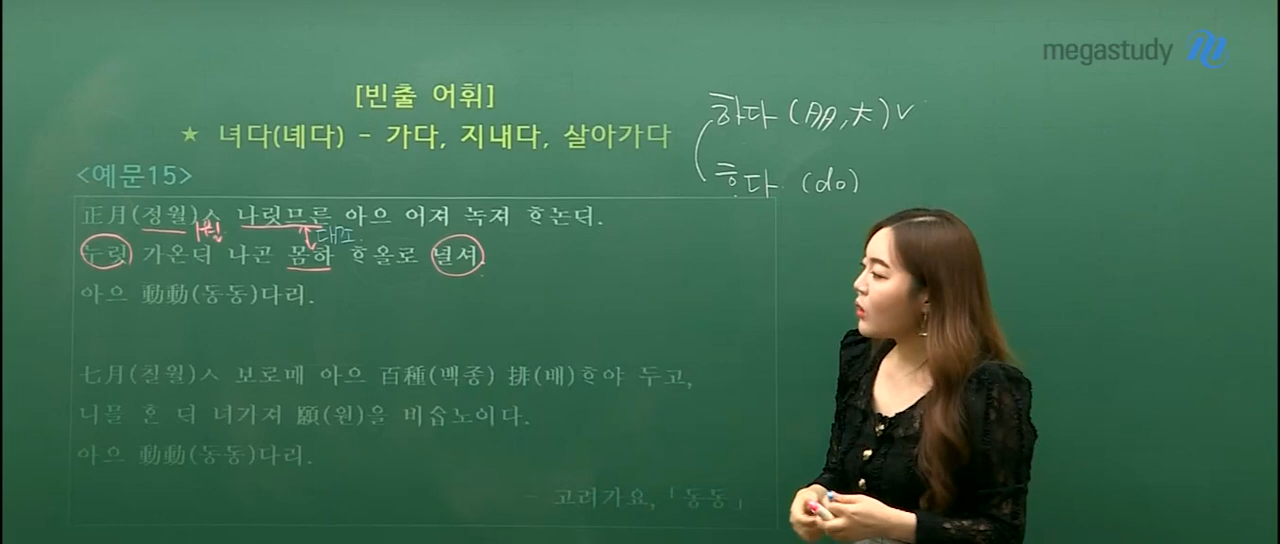 megastudy
[빈출 어휘]
★ 녀다(녜다) - 가다, 지내다, 살아가다
하다 ( , 大) v
ᄒᆞ다 (do)
<예문15>
正月(정월)ㅅ 나릿므른 아으 어져 녹져 ᄒᆞ논ᄃᆡ.
대조
누릿 가온ᄃᆡ 나곤 몸하 ᄒᆞ올로 녈셔.
아으 動動(동동)다리.
七月(칠월)ㅅ 보로매 아으 百種(백종) 排(배)ᄒᆞ야 두고,
니믈 ᄒᆞᆫ ᄃᆡ 녀가져 願(원)을 비ᅀᆞᆸ노이다.
아으 動動(동동)다리.
- 고려가요, 「동동」 -